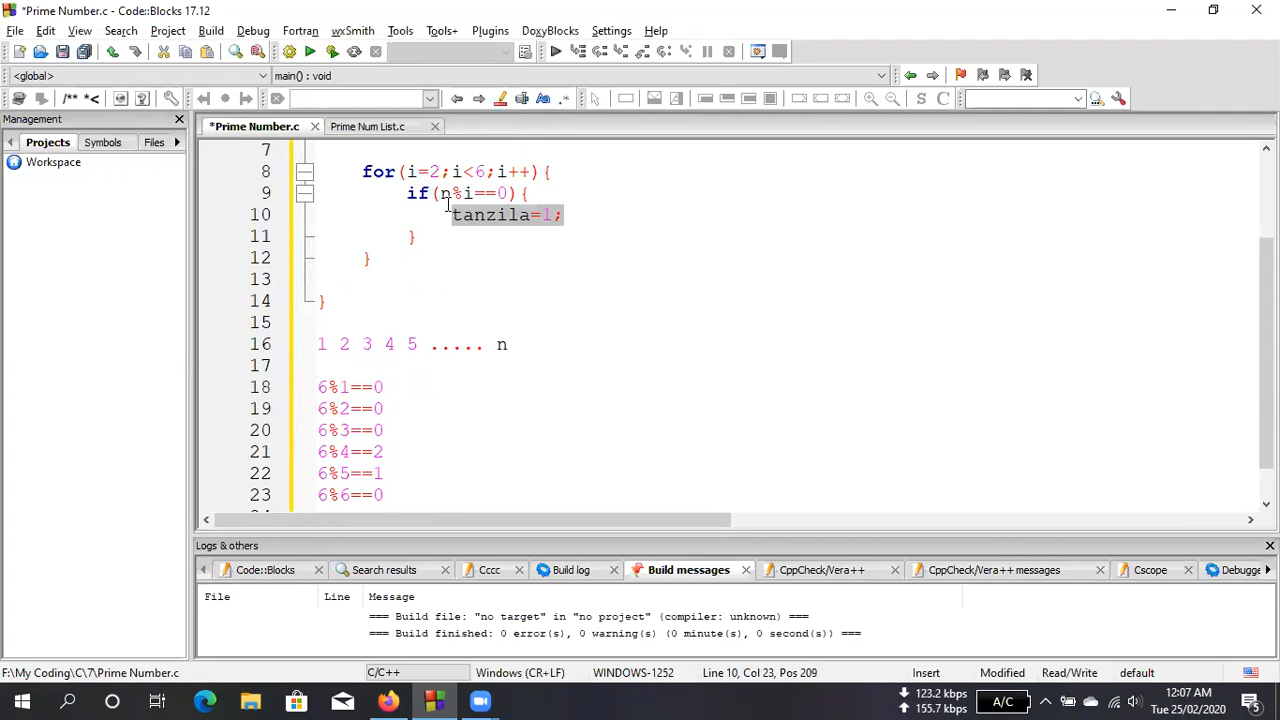 *Prime Number.c - Code::Blocks 17.12
File Edit View Search Project Build Debug Fortran wxSmith Tools Tools+ Plugins DoxyBlocks Settings Help
<global> main() : void
/** *<
S C
Management
*Prime Number.c Prime Num List.c
Projects Symbols Files
Workspace
7
8 for(i=2;i<6;i++){
9 if(n%i==0){
10 tanzila=1;
11 }
12 }
13
14 }
15
16 1 2 3 4 5 ..... n
17
18 6%1==0
19 6%2==0
20 6%3==0
21 6%4==2
22 6%5==1
23 6%6==0
Logs & others
Code::Blocks Search results Cccc Build log Build messages CppCheck/Vera++ CppCheck/Vera++ messages Cscope Debugge
File Line Message
=== Build file: "no target" in "no project" (compiler: unknown) ===
=== Build finished: 0 error(s), 0 warning(s) (0 minute(s), 0 second(s)) ===
F:\My Coding\C\7\Prime Number.c C/C++ Windows (CR+LF) WINDOWS-1252 Line 10, Col 23, Pos 209 Insert Modified Read/Write default
123.2 kbps
155.7 kbps
A/C
12:07 AM
Tue 25/02/2020
5